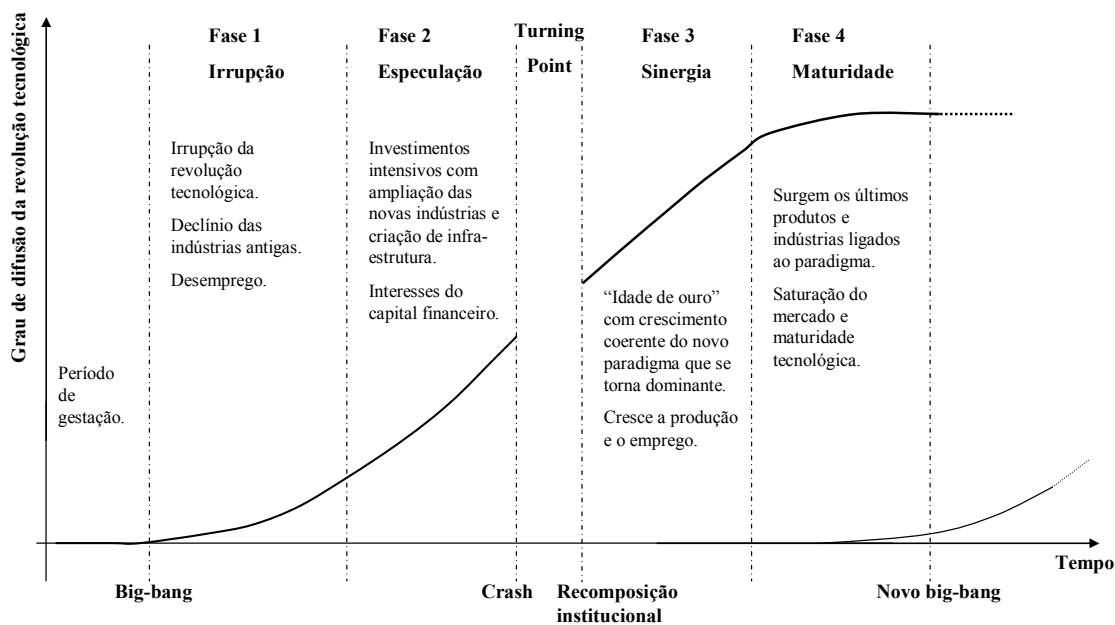 Grau de difusão da revolução tecnológica
Fase 1
Irrupção
Fase 2
Especulação
Turning
Point
Fase 3
Sinergia
Fase 4
Maturidade
Período
de
gestação.
Irrupção da
revolução
tecnológica.
Declínio das
indústrias antigas.
Desemprego.
Investimentos
intensivos com
ampliação das
novas indústrias e
criação de infra-
estrutura.
Interesses do
capital financeiro.
“Idade de ouro”
com crescimento
coerente do novo
paradigma que se
torna dominante.
Cresce a produção
e o emprego.
Surgem os últimos
produtos e
indústrias ligados
ao paradigma.
Saturação do
mercado e
maturidade
tecnológica.
Tempo
Big-bang
Crash
Recomposição
institucional
Novo big-bang